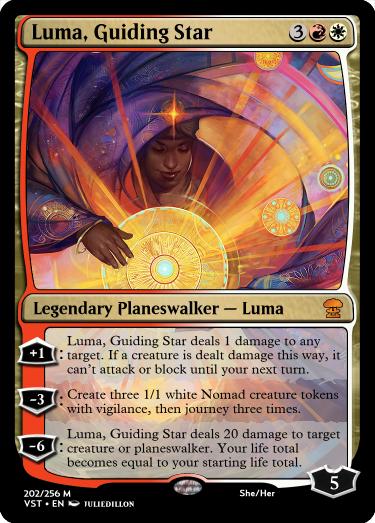 Luma, Guiding Star 3
Legendary Planeswalker — Luma
+1: Luma, Guiding Star deals 1 damage to any
target. If a creature is dealt damage this way, it
can't attack or block until your next turn.
-3: Create three 1/1 white Nomad creature tokens
with vigilance, then journey three times.
-6: Luma, Guiding Star deals 20 damage to target
creature or planeswalker. Your life total
becomes equal to your starting life total.
5
202/256 M
VST • EN JULIEDILLON
She/Her